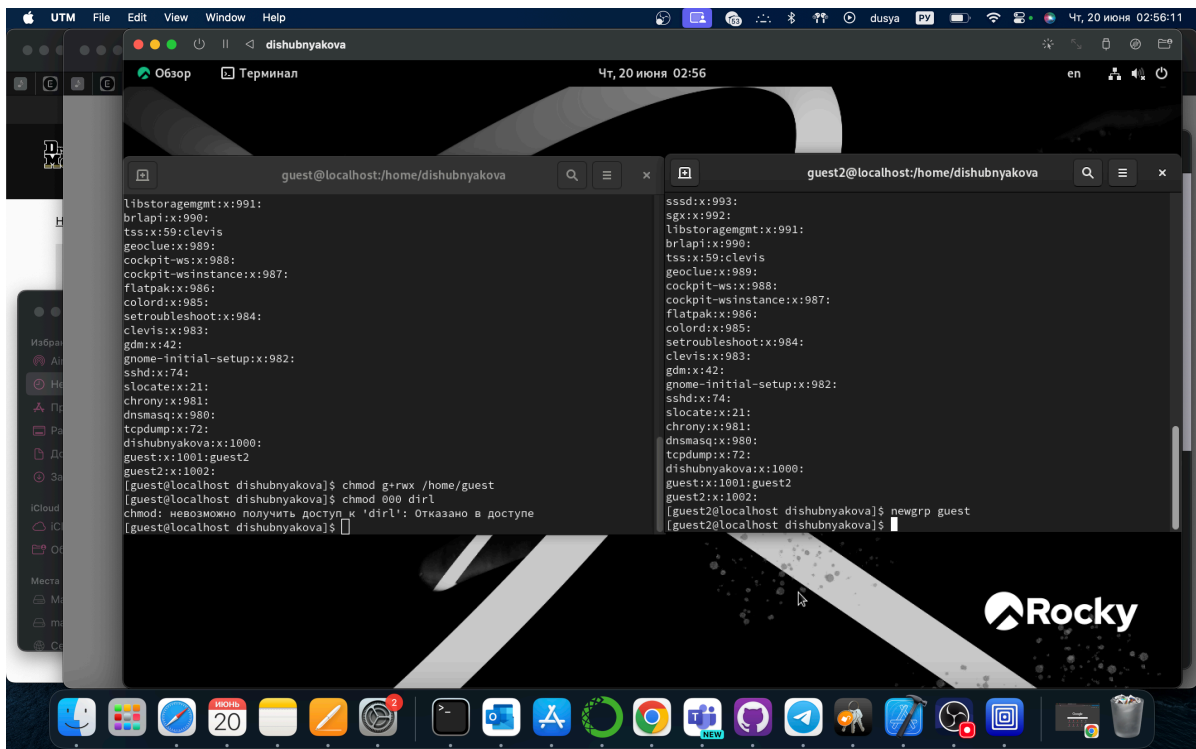 UTM File Edit View Window Help
53
dusya РУ Чт, 20 июня 02:56:11
dishubnyakova
Обзор Терминал Чт, 20 июня 02:56 en
guest@localhost:/home/dishubnyakova
libstoragemgmt:x:991:
brlapi:x:990:
tss:x:59:clevis
geoclue:x:989:
cockpit-ws:x:988:
cockpit-wsinstance:x:987:
flatpak:x:986:
colord:x:985:
setroubleshoot:x:984:
clevis:x:983:
gdm:x:42:
gnome-initial-setup:x:982:
sshd:x:74:
slocate:x:21:
chrony:x:981:
dnsmasq:x:980:
tcpdump:x:72:
dishubnyakova:x:1000:
guest:x:1001:guest2
guest2:x:1002:
[guest@localhost dishubnyakova]$ chmod g+rwx /home/guest
[guest@localhost dishubnyakova]$ chmod 000 dirl
chmod: невозможно получить доступ к 'dirl': Отказано в доступе
[guest@localhost dishubnyakova]$
guest2@localhost:/home/dishubnyakova
sssd:x:993:
sgx:x:992:
libstoragemgmt:x:991:
brlapi:x:990:
tss:x:59:clevis
geoclue:x:989:
cockpit-ws:x:988:
cockpit-wsinstance:x:987:
flatpak:x:986:
colord:x:985:
setroubleshoot:x:984:
clevis:x:983:
gdm:x:42:
gnome-initial-setup:x:982:
sshd:x:74:
slocate:x:21:
chrony:x:981:
dnsmasq:x:980:
tcpdump:x:72:
dishubnyakova:x:1000:
guest:x:1001:guest2
guest2:x:1002:
[guest2@localhost dishubnyakova]$ newgrp guest
[guest2@localhost dishubnyakova]$
Rocky
iCloud
Места
ИЮНЬ
20
2
NEW